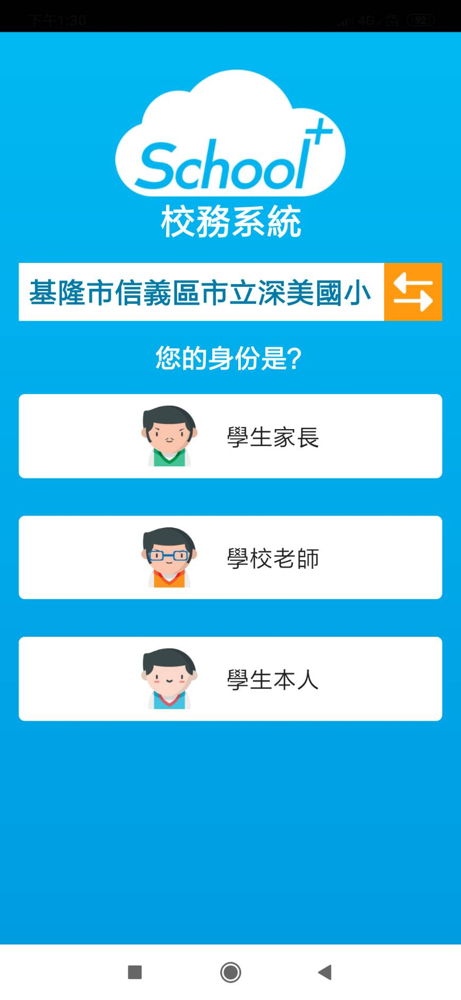 下午1:30 4G Vo LTE 92
School+
校務系統
基隆市信義區市立深美國小
您的身份是?
學生家長
學校老師
學生本人